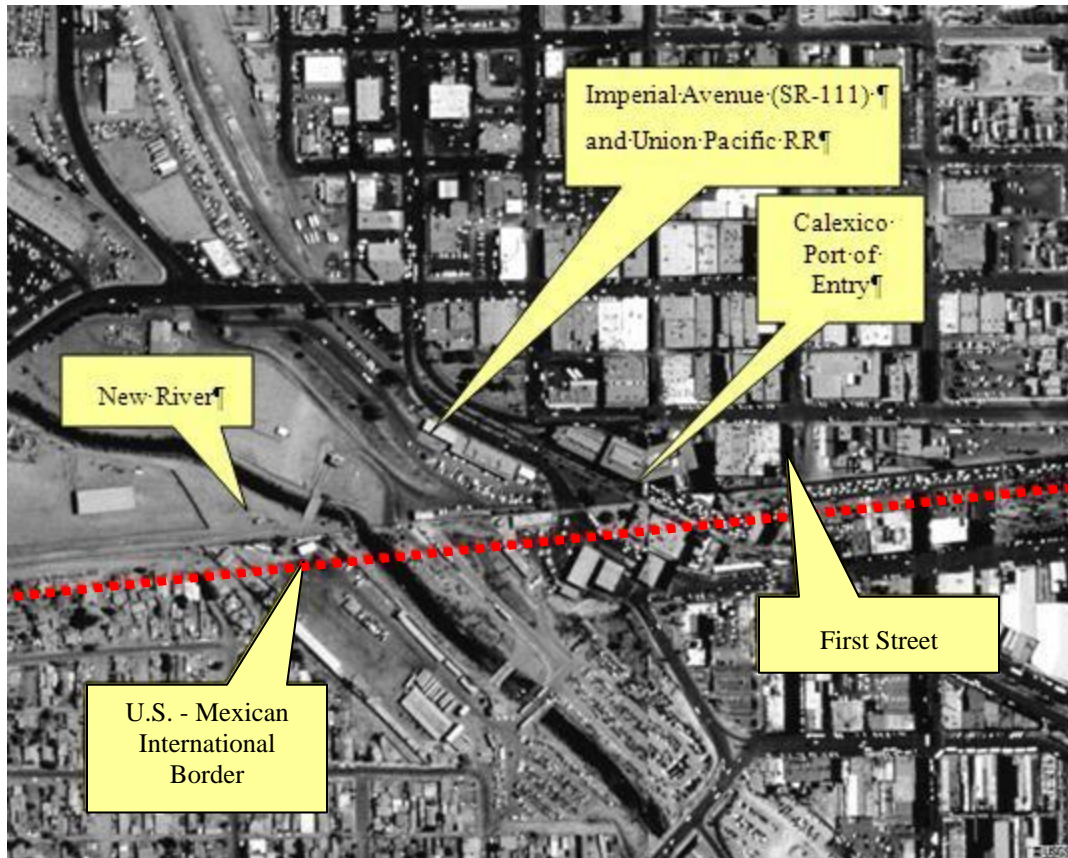 Imperial·Avenue·(SR-111)·¶
and·Union·Pacific·RR¶
Calexico·
Port·of·
Entry¶
New·River¶
First Street
U.S. - Mexican
International
Border
USGS